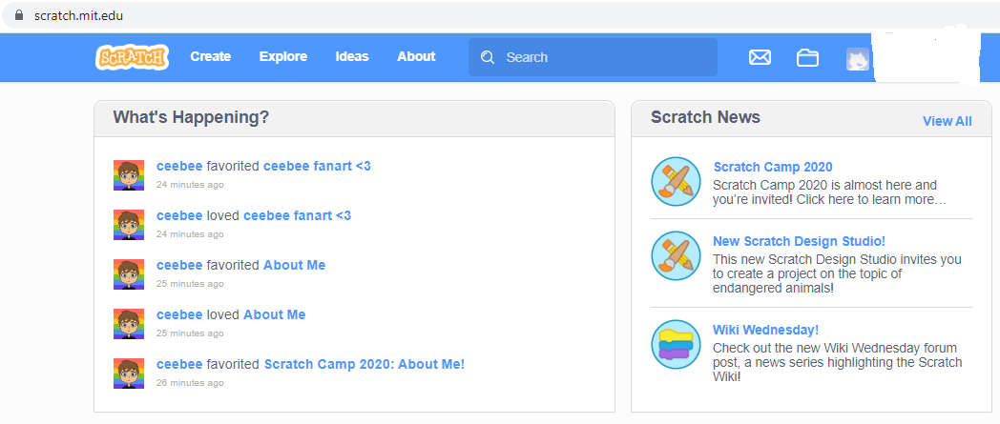 scratch.mit.edu
SCRATCH Create Explore Ideas About Search
What's Happening?
ceebee favorited ceebee fanart <3
24 minutes ago
ceebee loved ceebee fanart <3
24 minutes ago
ceebee favorited About Me
25 minutes ago
ceebee loved About Me
25 minutes ago
ceebee favorited Scratch Camp 2020: About Me!
26 minutes ago
Scratch News View All
Scratch Camp 2020
Scratch Camp 2020 is almost here and
you're invited! Click here to learn more…
New Scratch Design Studio!
This new Scratch Design Studio invites you
to create a project on the topic of
endangered animals!
Wiki Wednesday!
Check out the new Wiki Wednesday forum
post, a news series highlighting the Scratch
Wiki!